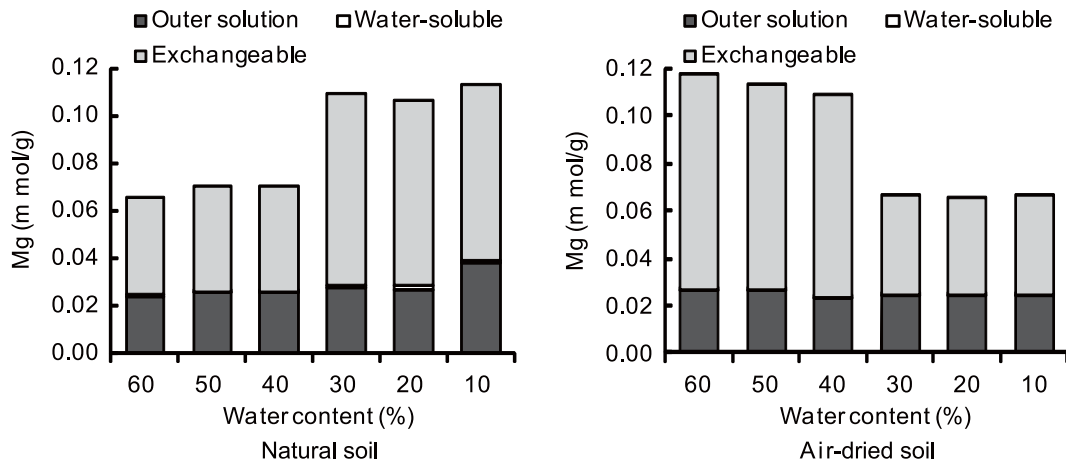 Outer solution Water-soluble
Exchangeable
0.12
0.10
0.08
0.06
0.04
0.02
0.00
Mg (m mol/g)
60 50 40 30 20 10
Water content (%)
Natural soil
Outer solution Water-soluble
Exchangeable
0.12
0.10
0.08
0.06
0.04
0.02
0.00
Mg (m mol/g)
60 50 40 30 20 10
Water content (%)
Air-dried soil